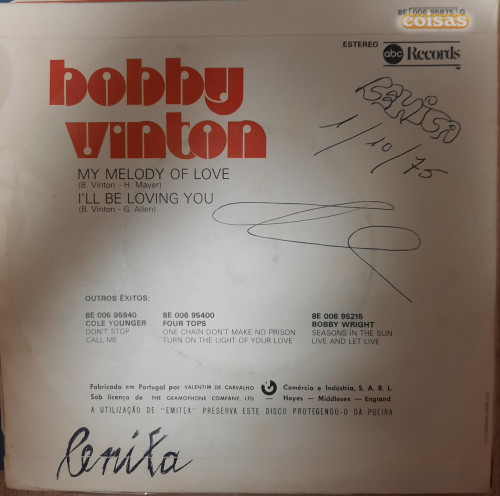 8E 006 95875 G
coisas
ESTEREO abc Records
bobby
vinton
1/10/75
MY MELODY OF LOVE
(B. Vinton - H. Mayer)
I'LL BE LOVING YOU
(B. Vinton - G. Allen)
OUTROS ÊXITOS:
8E 006 95940
COLE YOUNGER
DON'T STOP
CALL ME
8E 006 95400
FOUR TOPS
ONE CHAIN DON'T MAKE NO PRISON
TURN ON THE LIGHT OF YOUR LOVE
8E 006 95215
BOBBY WRIGHT
SEASONS IN THE SUN
LIVE AND LET LIVE
Fabricado em Portugal por VALENTIM DE CARVALHO Comércio e Indústria, S. A. R. L.
Sob licença de THE GRAMOPHONE COMPANY, LTD — Hayes - Middlesex - England
A UTILIZAÇÃO DE "EMITEX" PRESERVA ESTE DISCO PROTEGENDO-O DA POEIRA
Lenita